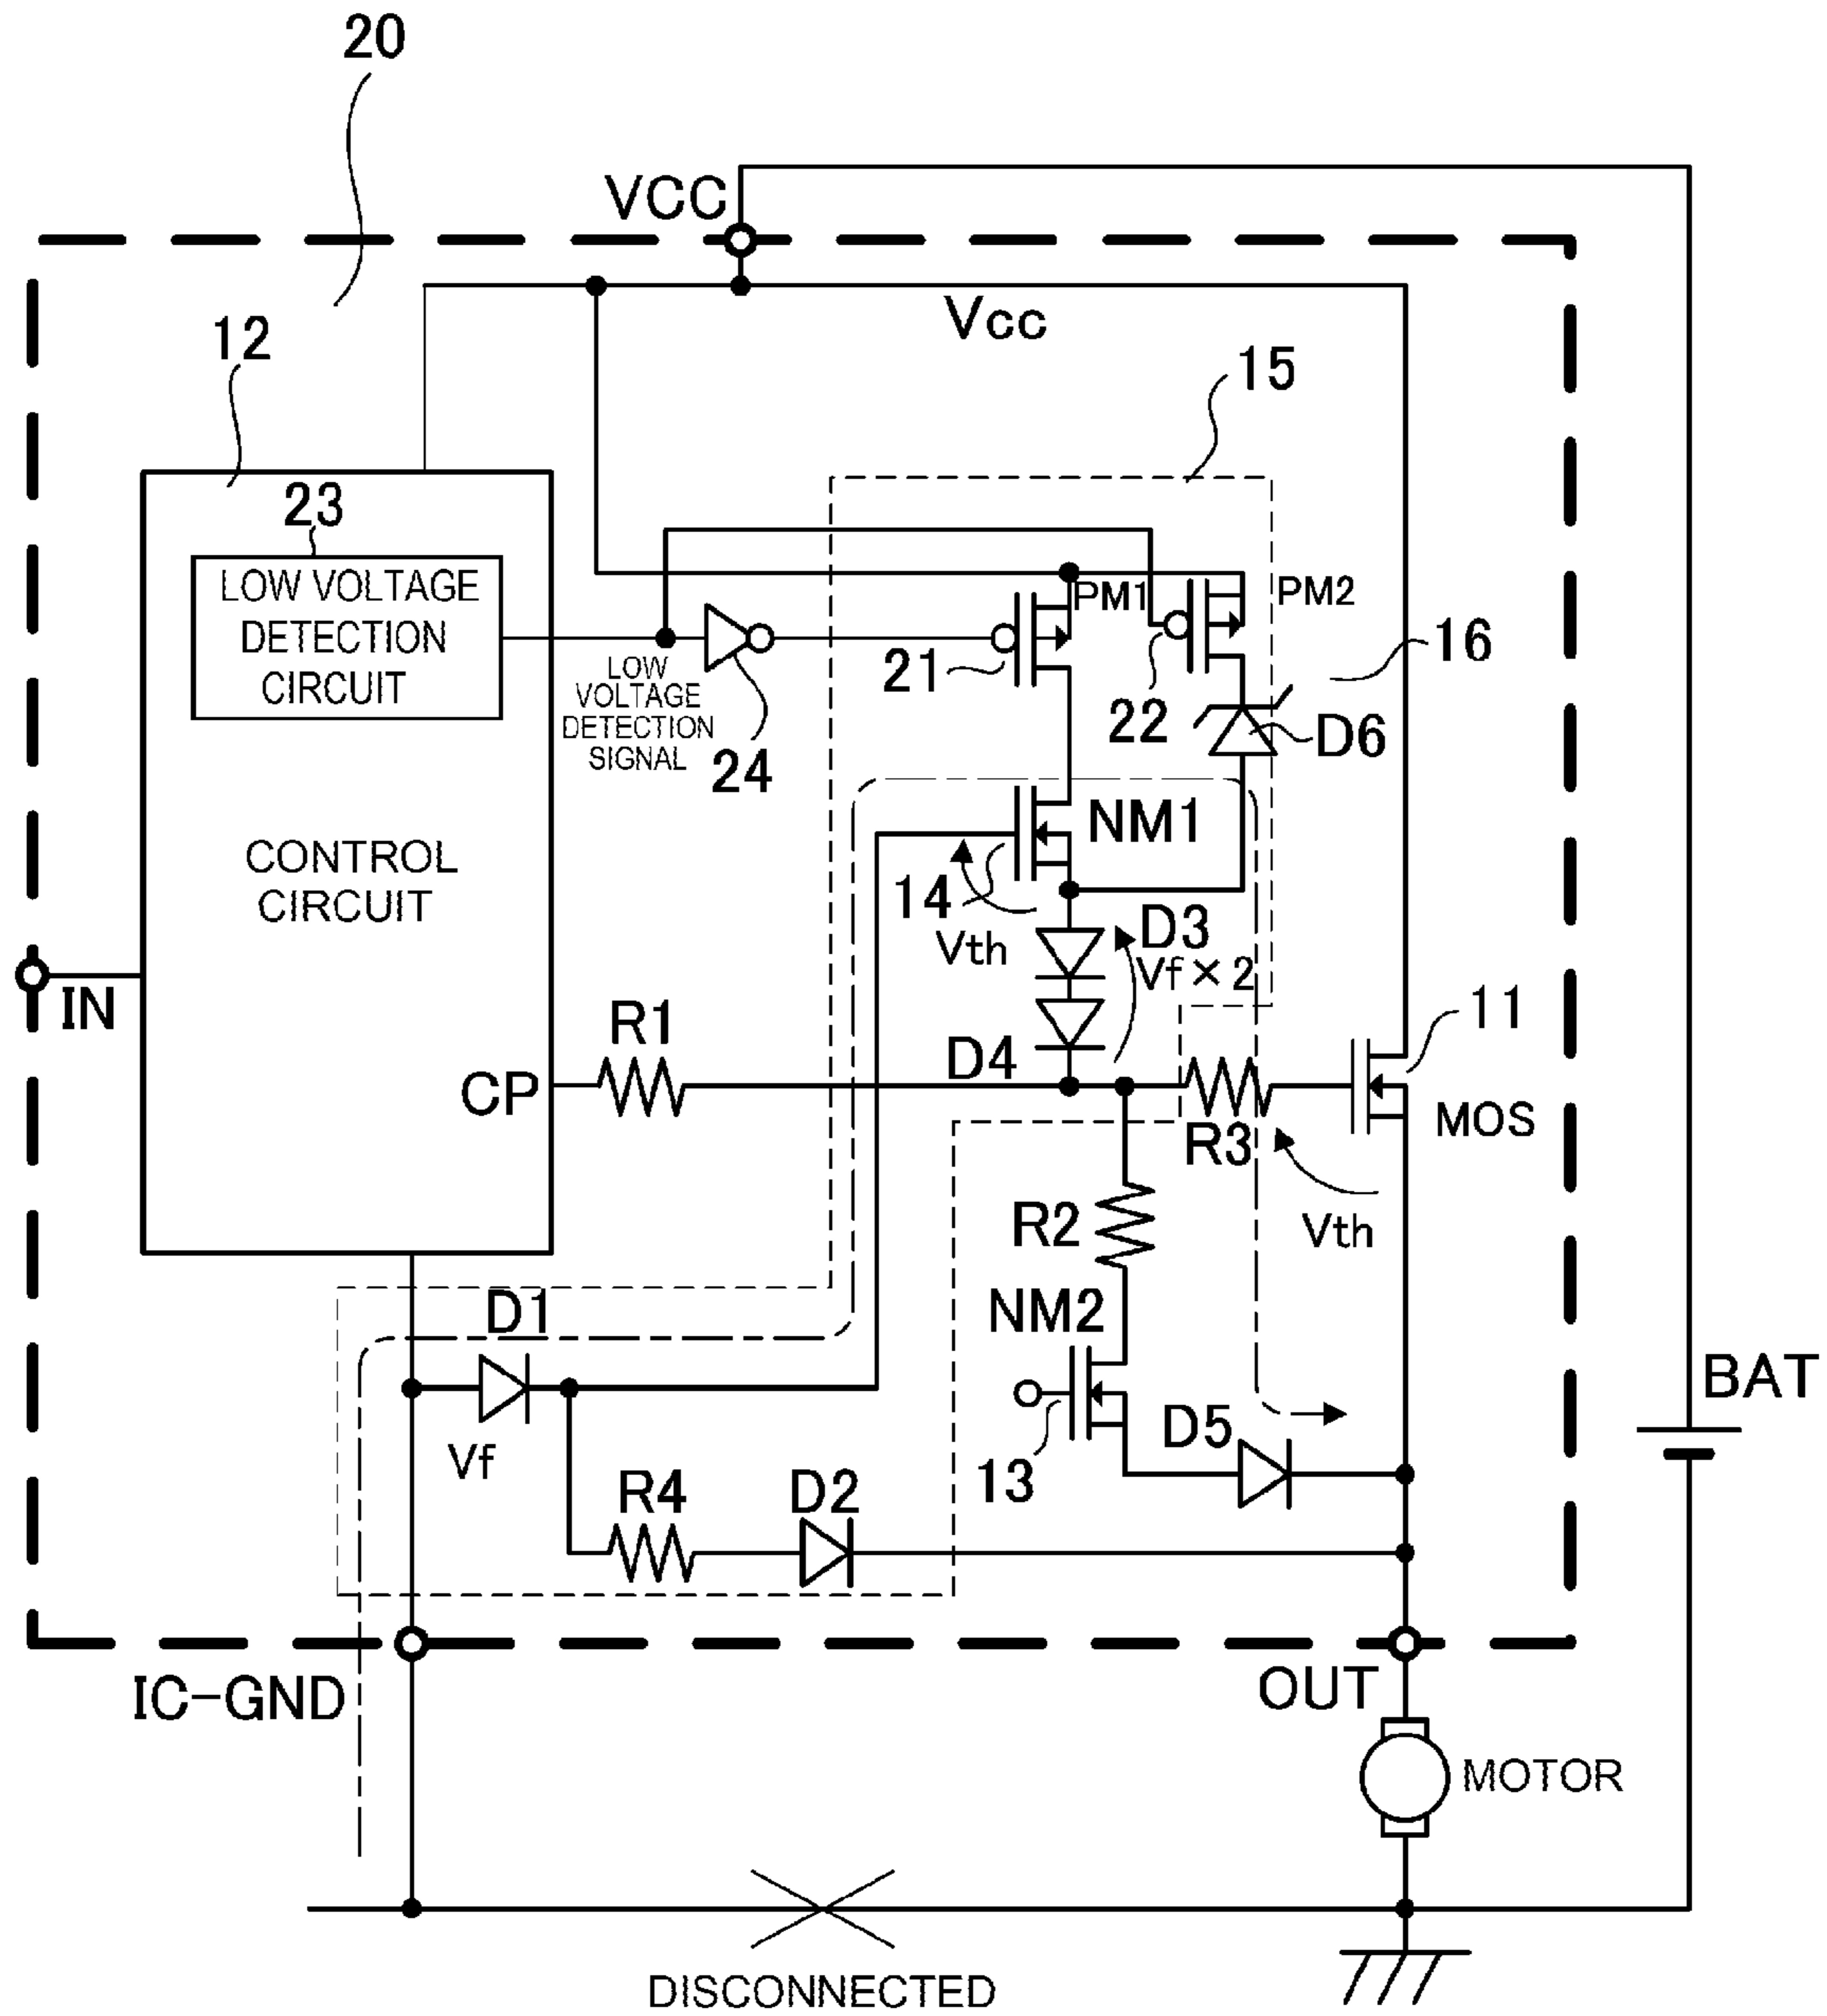 20
VCC
Vcc
12
15
23
LOW VOLTAGE
DETECTION
CIRCUIT
PM1
PM2
16
21
22
D6
LOW
VOLTAGE
DETECTION
SIGNAL
24
NM1
CONTROL
CIRCUIT
14
Vth
D3
Vf×2
IN
R1
D4
11
CP
MOS
R3
R2
Vth
D1
NM2
BAT
Vf
D5
13
R4
D2
IC-GND
OUT
MOTOR
DISCONNECTED